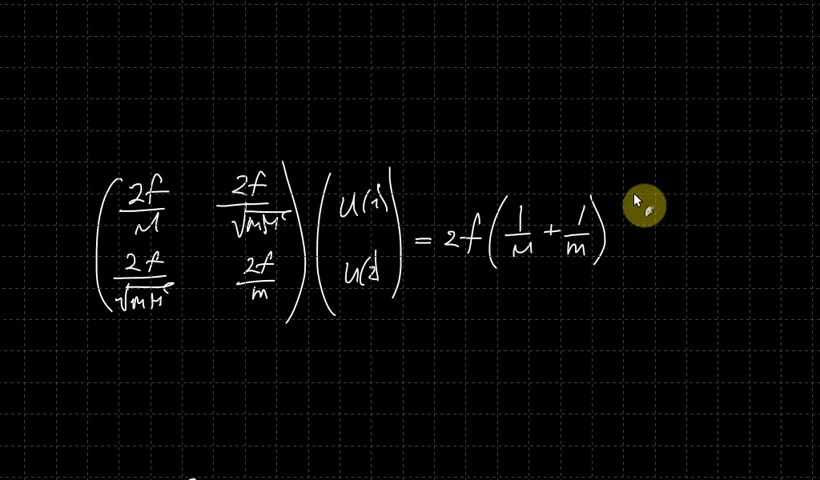 (2f/M 2f/√mM; 2f/√mM 2f/m) (u(1); u(2)) = 2f(1/M + 1/m)